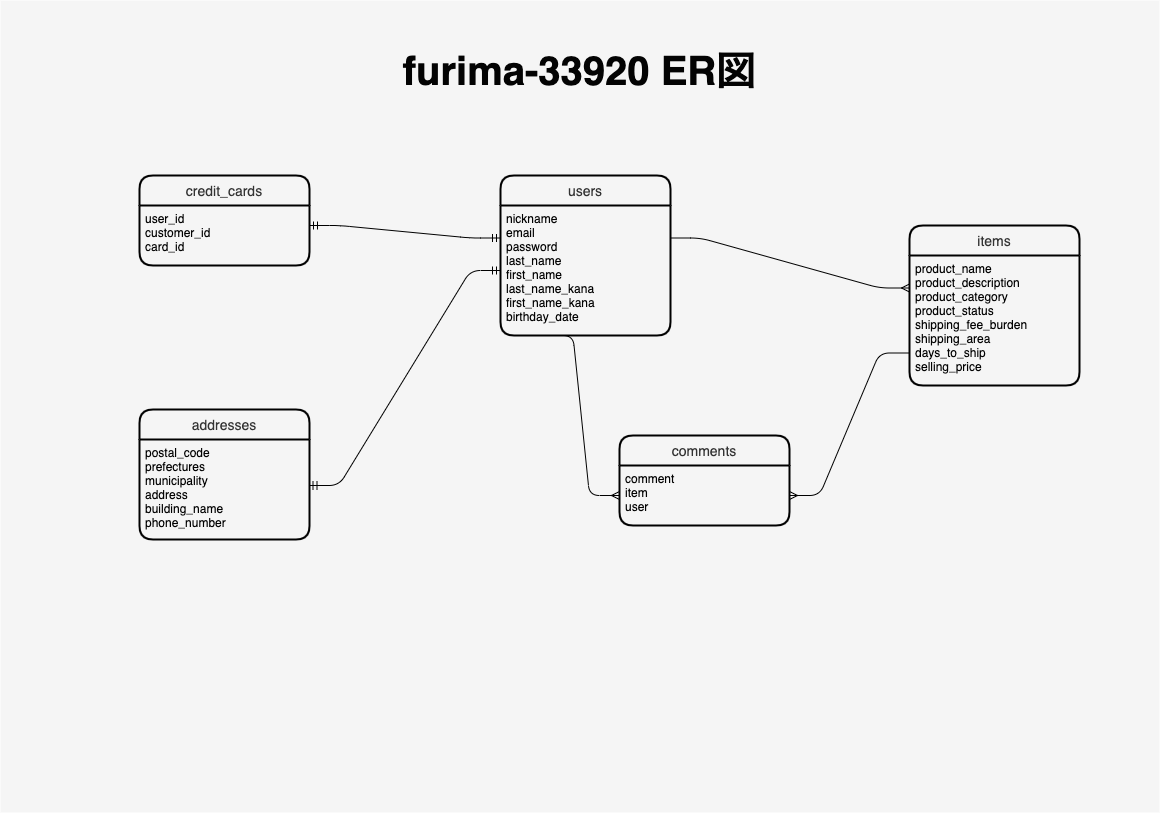 furima-33920 ER図
credit_cards
user_id
customer_id
card_id
users
nickname
email
password
last_name
first_name
last_name_kana
first_name_kana
birthday_date
items
product_name
product_description
product_category
product_status
shipping_fee_burden
shipping_area
days_to_ship
selling_price
addresses
postal_code
prefectures
municipality
address
building_name
phone_number
comments
comment
item
user